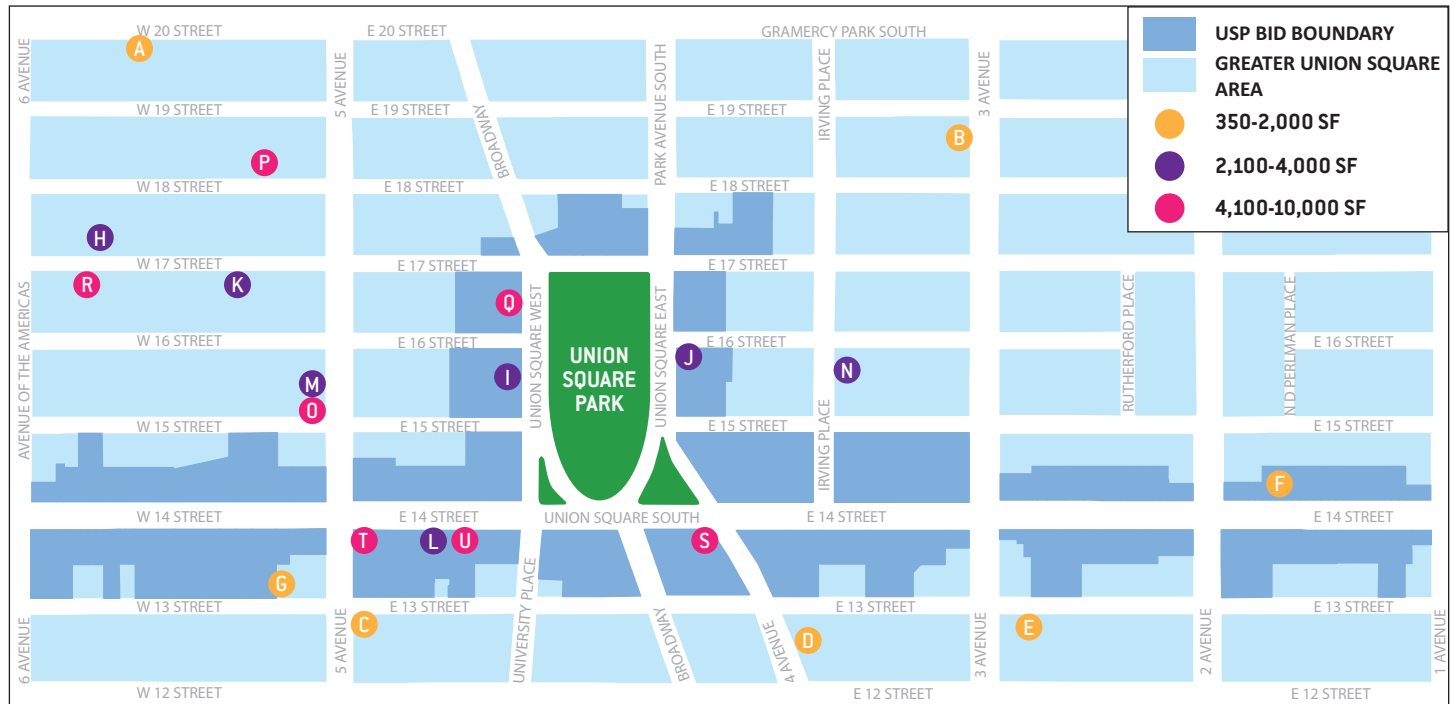 W 20 STREET
E 20 STREET
GRAMERCY PARK SOUTH
USP BID BOUNDARY
GREATER UNION SQUARE
AREA
350-2,000 SF
2,100-4,000 SF
4,100-10,000 SF
6 AVENUE
A
5 AVENUE
BROADWAY
PARK AVENUE SOUTH
IRVING PLACE
3 AVENUE
W 19 STREET
E 19 STREET
E 19 STREET
B
P
W 18 STREET
E 18 STREET
E 18 STREET
H
W 17 STREET
E 17 STREET
E 17 STREET
R
K
Q
AVENUE OF THE AMERICAS
UNION SQUARE WEST
UNION SQUARE EAST
RUTHERFORD PLACE
N D PERLMAN PLACE
W 16 STREET
E 16 STREET
E 16 STREET
E 16 STREET
UNION
SQUARE
PARK
J
N
I
M
O
W 15 STREET
E 15 STREET
E 15 STREET
E 15 STREET
IRVING PLACE
F
W 14 STREET
E 14 STREET
UNION SQUARE SOUTH
E 14 STREET
E 14 STREET
T
L
U
S
G
W 13 STREET
E 13 STREET
E 13 STREET
E 13 STREET
6 AVENUE
5 AVENUE
C
UNIVERSITY PLACE
BROADWAY
4 AVENUE
D
3 AVENUE
E
2 AVENUE
1 AVENUE
W 12 STREET
E 12 STREET
E 12 STREET